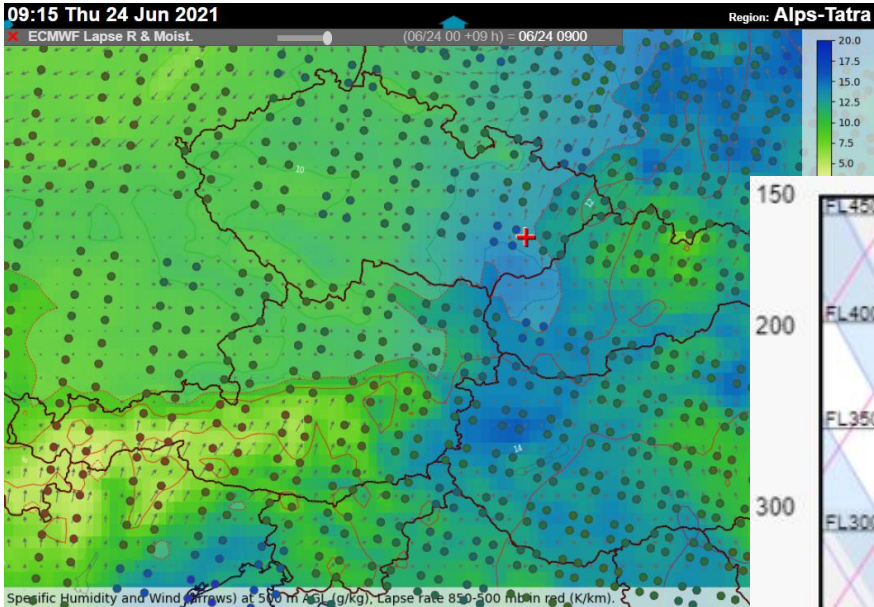 09:15 Thu 24 Jun 2021 Region: Alps-Tatra
× ECMWF Lapse R & Moist. (06/24 00 +09 h) = 06/24 0900
20.0
17.5
15.0
12.5
10.0
7.5
5.0
150
FL450
10
12
FL400
200
FL350
14
300
FL300
Specific Humidity and Wind (arrows) at 500 m AGL (g/kg), Lapse rate 850-500 mb in red (K/km).